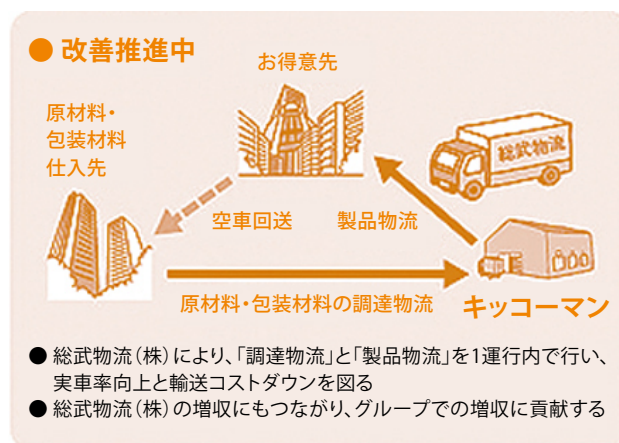 ● 改善推進中
お得意先
原材料・
包装材料
仕入先
総武物流
空車回送
製品物流
原材料・包装材料の調達物流
キッコーマン
● 総武物流(株)により、「調達物流」と「製品物流」を1運行内で行い、
実車率向上と輸送コストダウンを図る
● 総武物流(株)の増収にもつながり、グループでの増収に貢献する